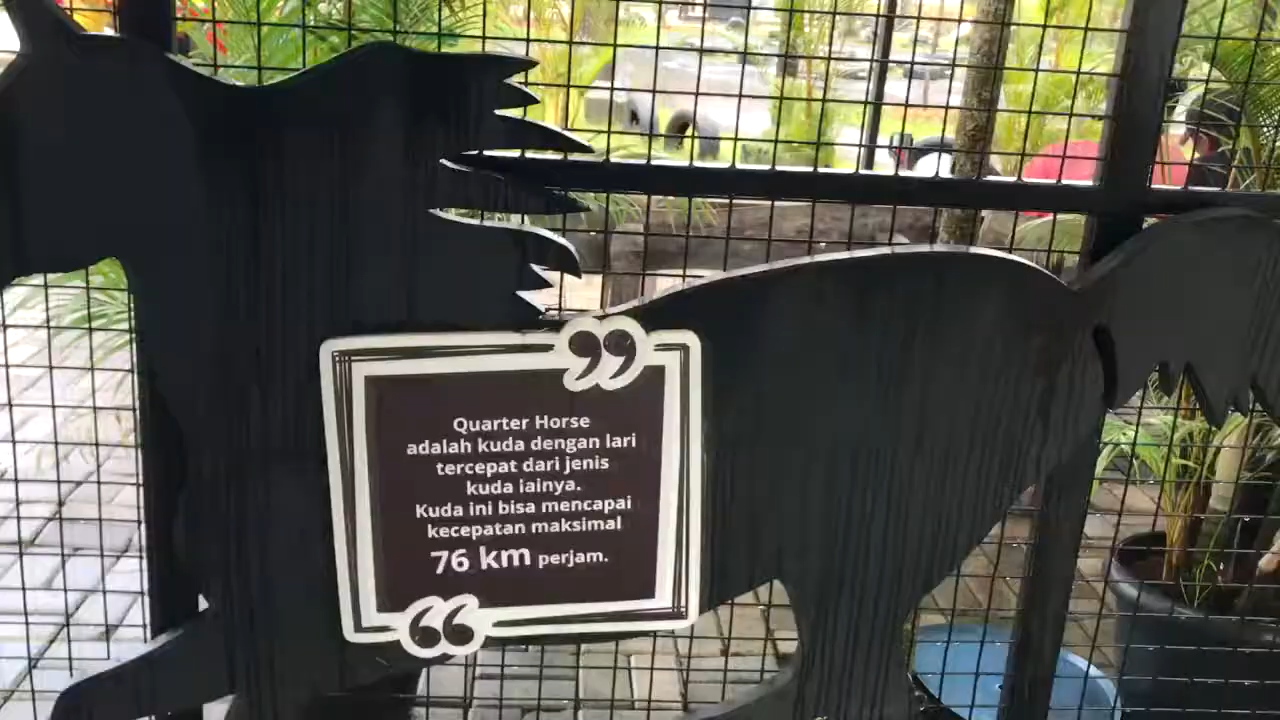 Quarter Horse
adalah kuda dengan lari
tercepat dari jenis
kuda iainya.
Kuda ini bisa mencapai
kecepatan maksimal
76 km perjam.